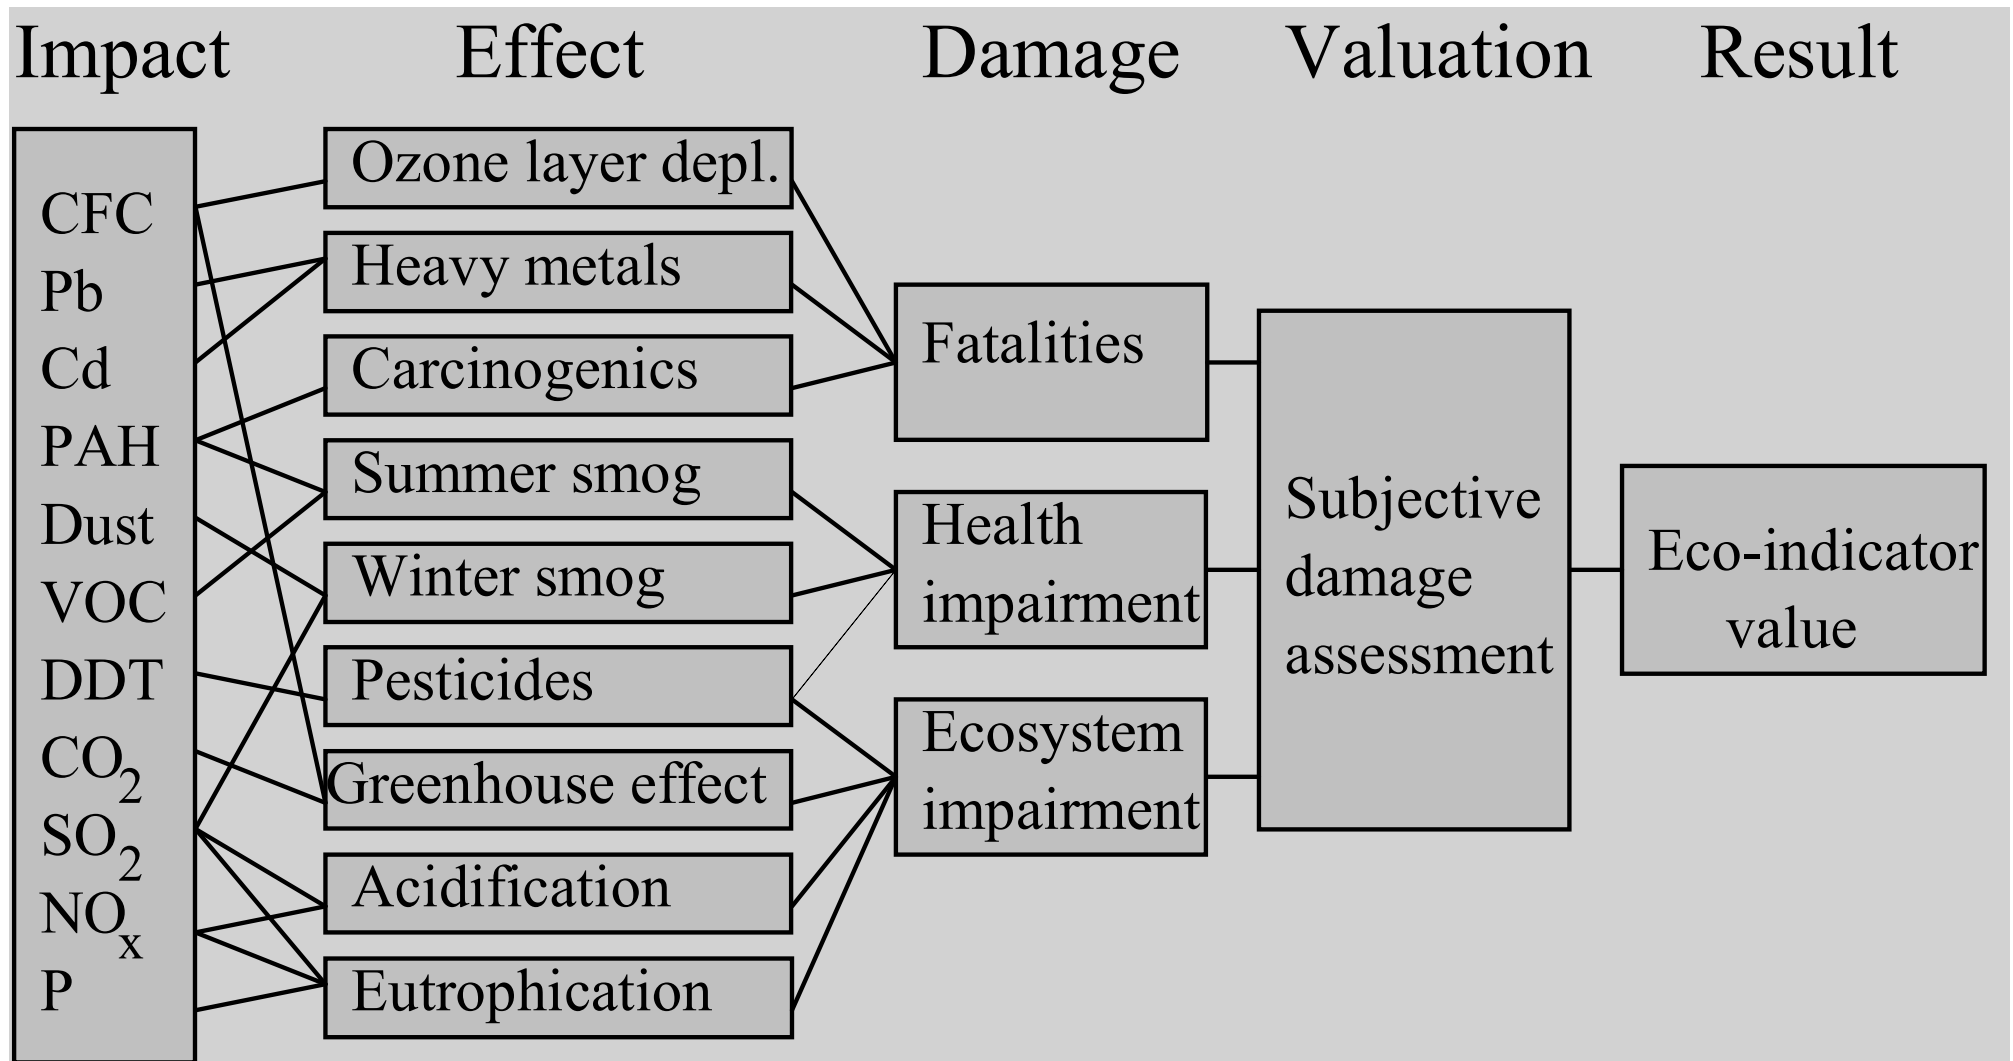 Impact
Effect
Damage
Valuation
Result
CFC
Pb
Cd
PAH
Dust
VOC
DDT
CO2
SO2
NOx
P
Ozone layer depl.
Heavy metals
Carcinogenics
Summer smog
Winter smog
Pesticides
Greenhouse effect
Acidification
Eutrophication
Fatalities
Health
impairment
Ecosystem
impairment
Subjective
damage
assessment
Eco-indicator
value